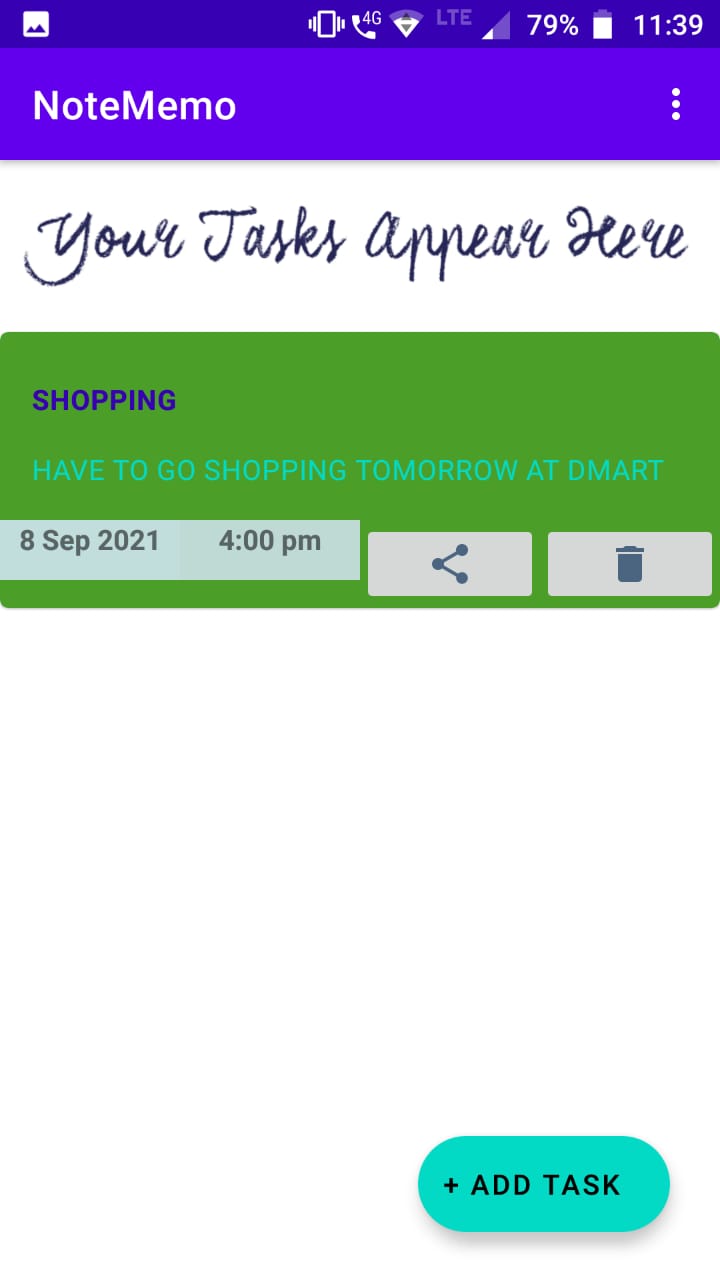 4G LTE 79% 11:39
NoteMemo
Your Tasks Appear Here
SHOPPING
HAVE TO GO SHOPPING TOMORROW AT DMART
8 Sep 2021 4:00 pm
+ ADD TASK